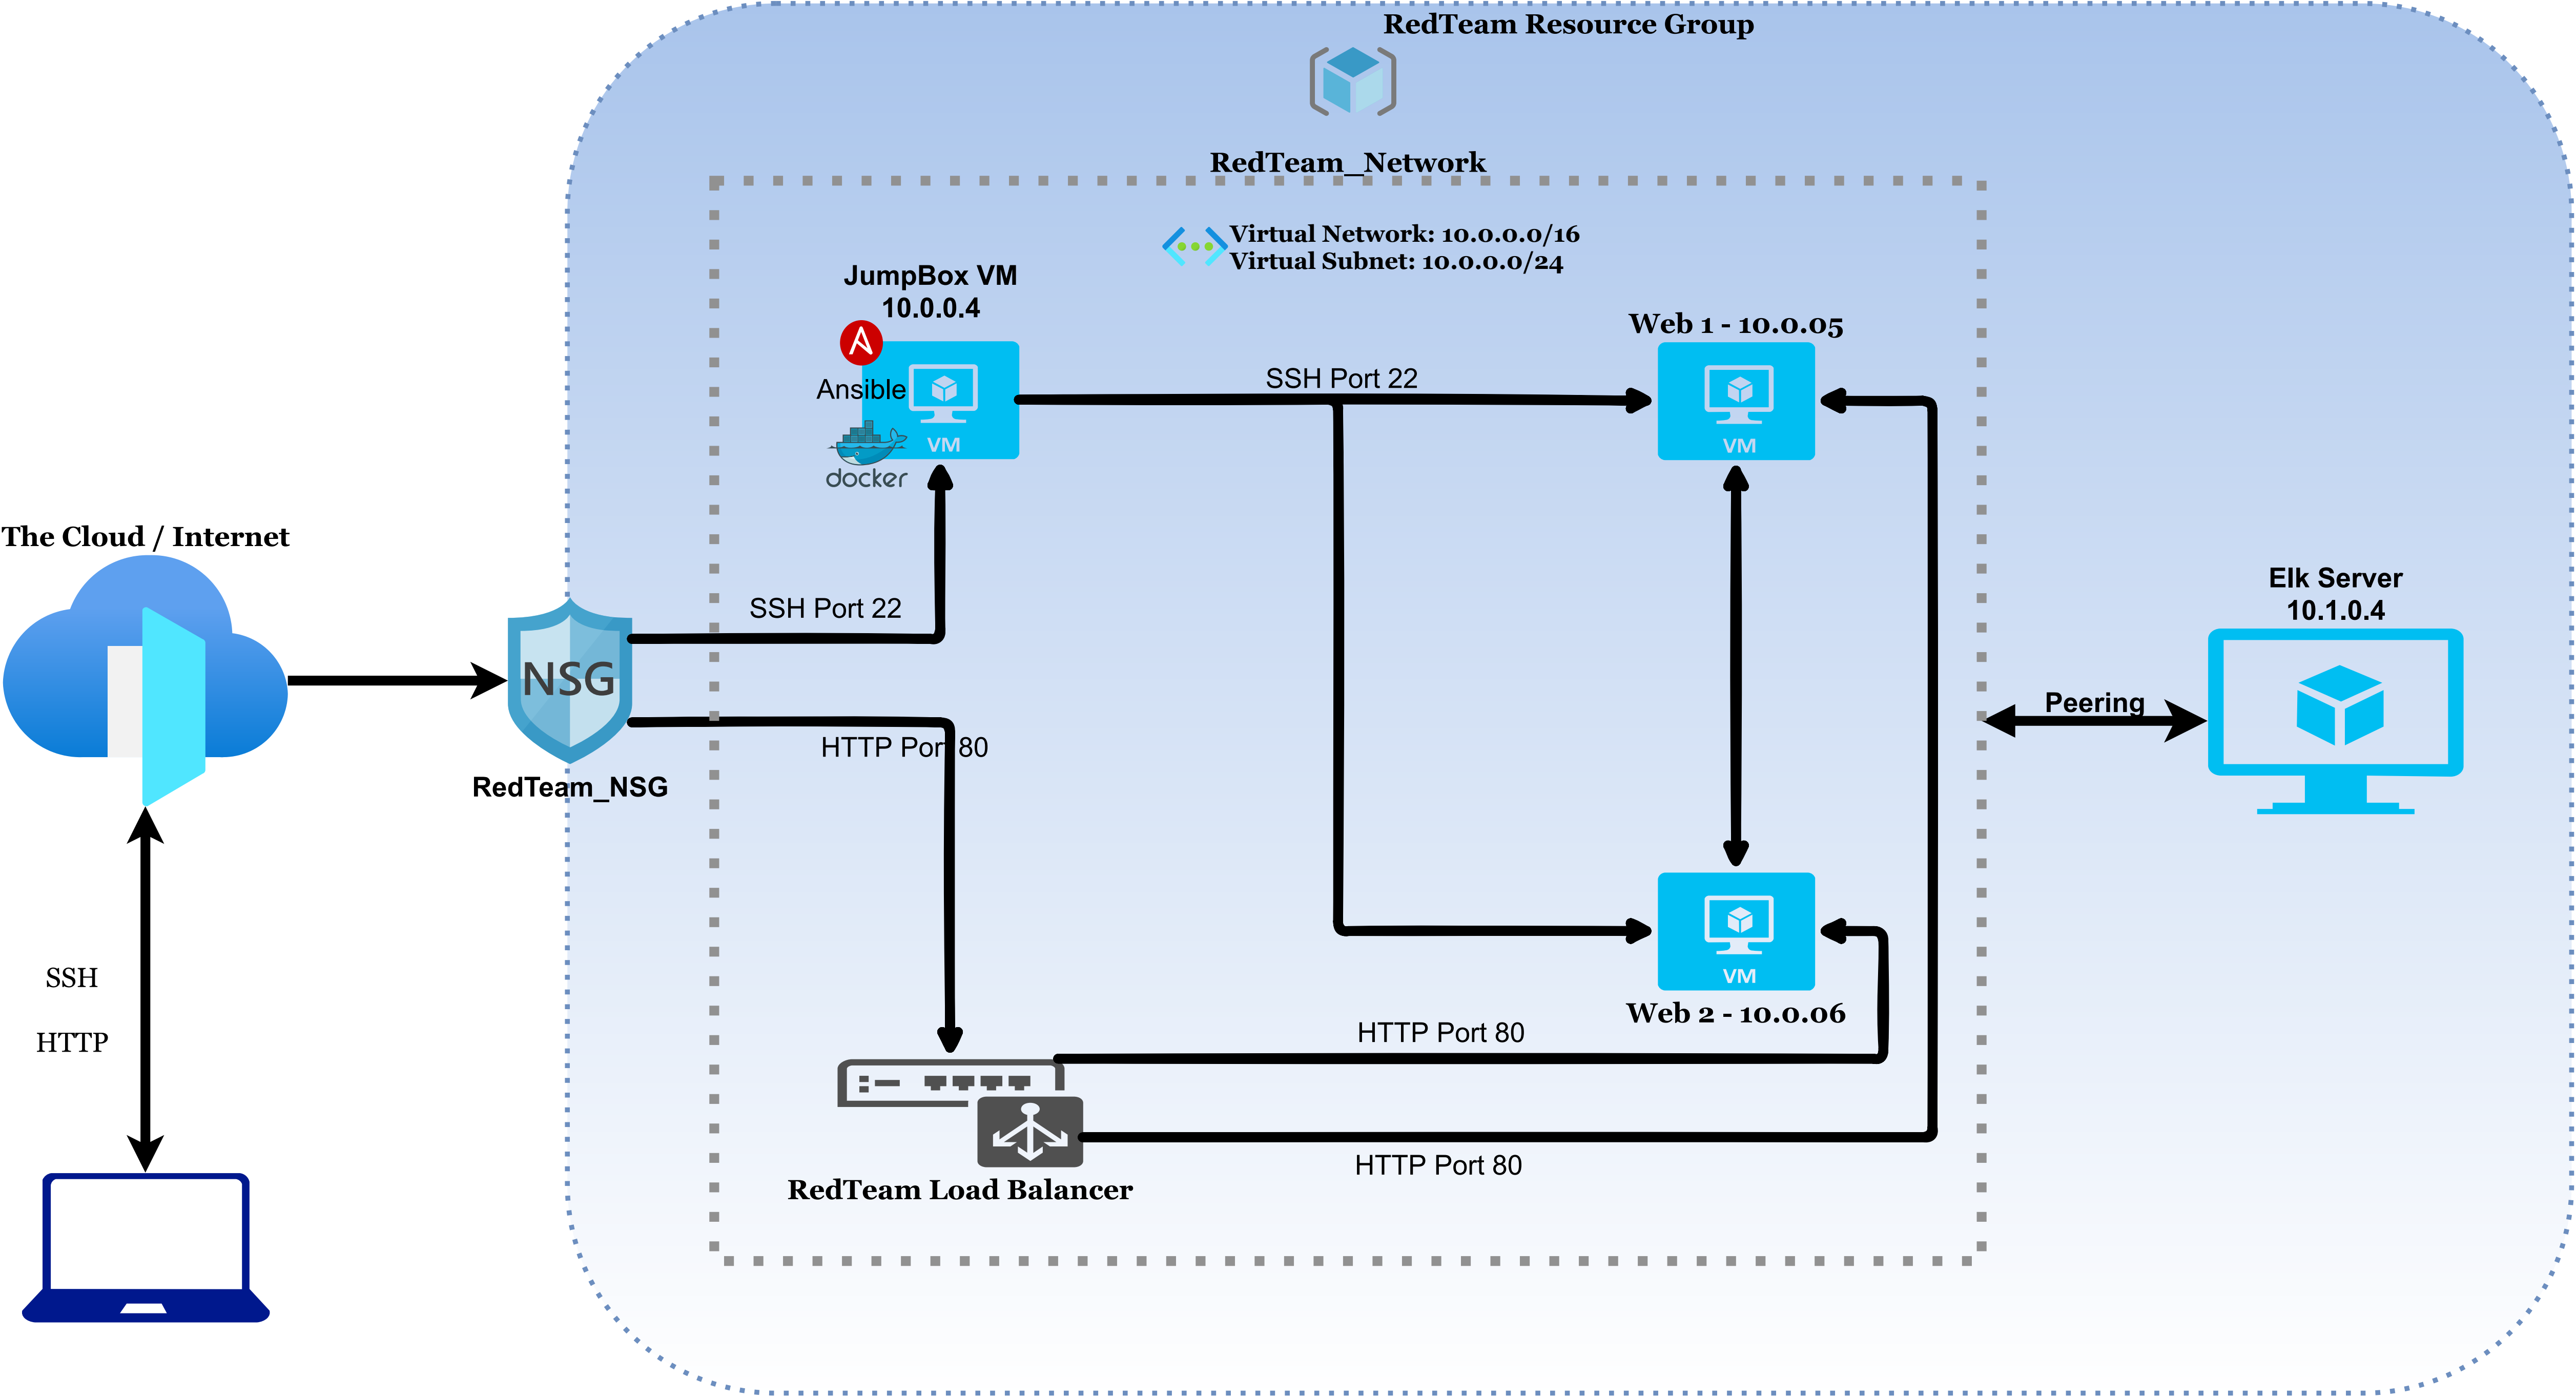 RedTeam Resource Group
RedTeam_Network
Virtual Network: 10.0.0.0/16
Virtual Subnet: 10.0.0.0/24
JumpBox VM
10.0.0.4
Ansible
VM
docker
SSH Port 22
Web 1 - 10.0.05
VM
The Cloud / Internet
SSH Port 22
NSG
RedTeam_NSG
HTTP Port 80
Elk Server
10.1.0.4
Peering
VM
Web 2 - 10.0.06
SSH
HTTP
HTTP Port 80
HTTP Port 80
RedTeam Load Balancer